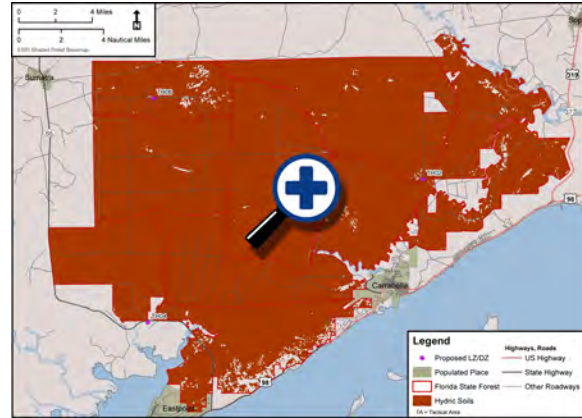 0 2 4 Miles
0 2 4 Nautical Miles
N
ESRI Shaded Relief Basemap
Sumatra
65
319
98
Carrabelle
98
Eastpoint
Legend
Proposed LZ/DZ
Populated Place
Florida State Forest
Hydric Soils
TA = Tactical Area
Highways, Roads
US Highway
State Highway
Other Roadways